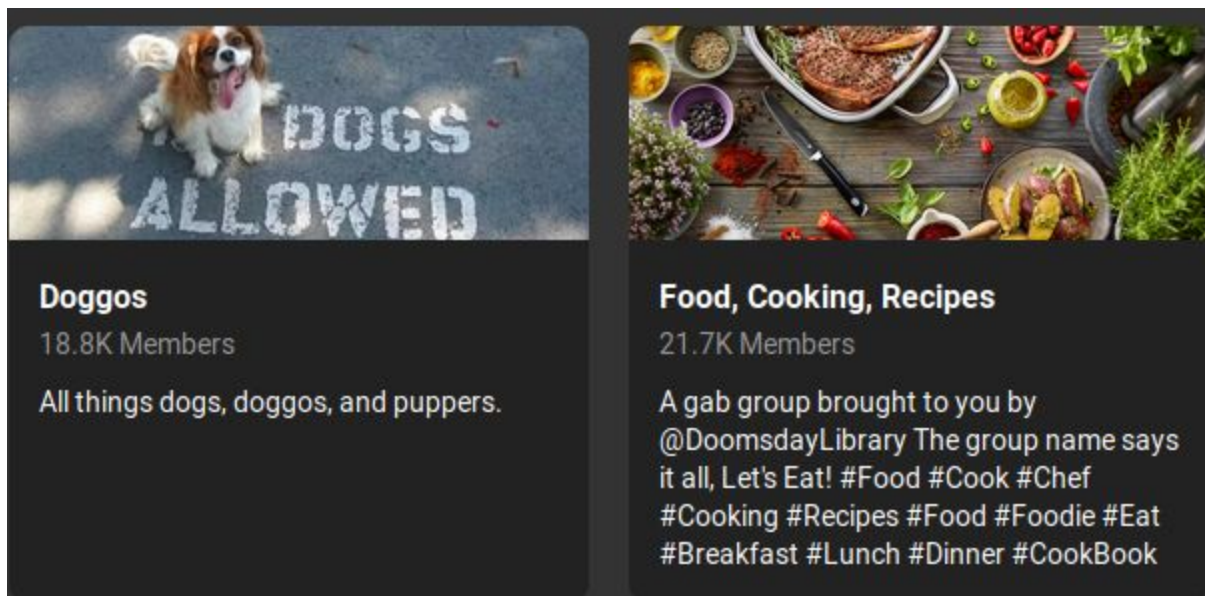 DOGS
ALLOWED
Doggos
18.8K Members
All things dogs, doggos, and puppers.
Food, Cooking, Recipes
21.7K Members
A gab group brought to you by
@DoomsdayLibrary The group name says
it all, Let's Eat! #Food #Cook #Chef
#Cooking #Recipes #Food #Foodie #Eat
#Breakfast #Lunch #Dinner #CookBook